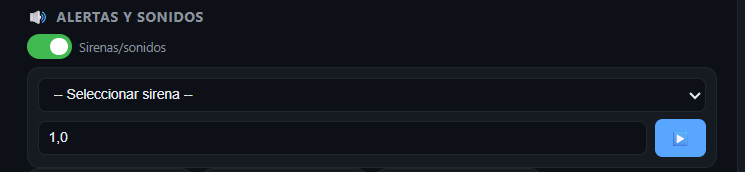 ALERTAS Y SONIDOS
Sirenas/sonidos
-- Seleccionar sirena --
1,0